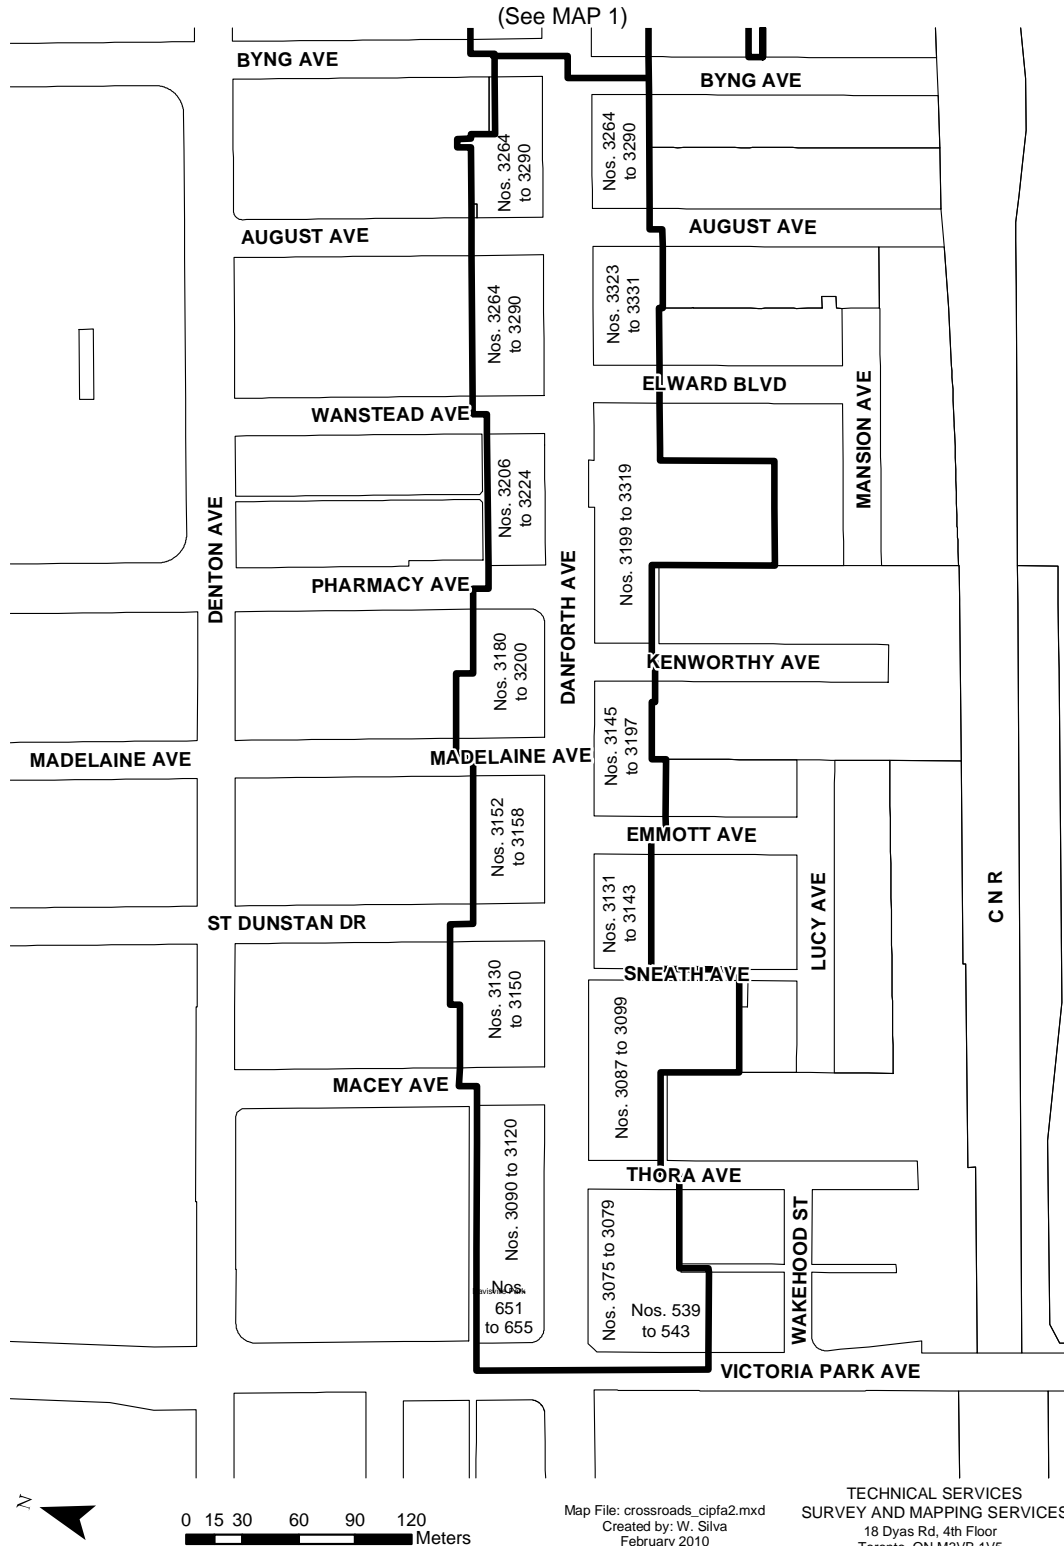 (See MAP 1)
BYNG AVE
BYNG AVE
Nos. 3264
to 3290
Nos. 3264
to 3290
AUGUST AVE
AUGUST AVE
Nos. 3264
to 3290
Nos. 3323
to 3331
ELWARD BLVD
WANSTEAD AVE
MANSION AVE
Nos. 3206
to 3224
Nos. 3199 to 3319
DENTON AVE
DANFORTH AVE
PHARMACY AVE
Nos. 3180
to 3200
KENWORTHY AVE
Nos. 3145
to 3197
MADELAINE AVE
MADELAINE AVE
Nos. 3152
to 3158
EMMOTT AVE
Nos. 3131
to 3143
LUCY AVE
C N R
ST DUNSTAN DR
SNEATH AVE
Nos. 3130
to 3150
Nos. 3087 to 3099
MACEY AVE
Nos. 3090 to 3120
THORA AVE
Nos. 3075 to 3079
WAKEHOOD ST
Nos.
651
to 655
Nos. 539
to 543
VICTORIA PARK AVE
N
0 15 30 60 90 120
Meters
Map File: crossroads_cipfa2.mxd
Created by: W. Silva
February 2010
TECHNICAL SERVICES
SURVEY AND MAPPING SERVICES
18 Dyas Rd, 4th Floor